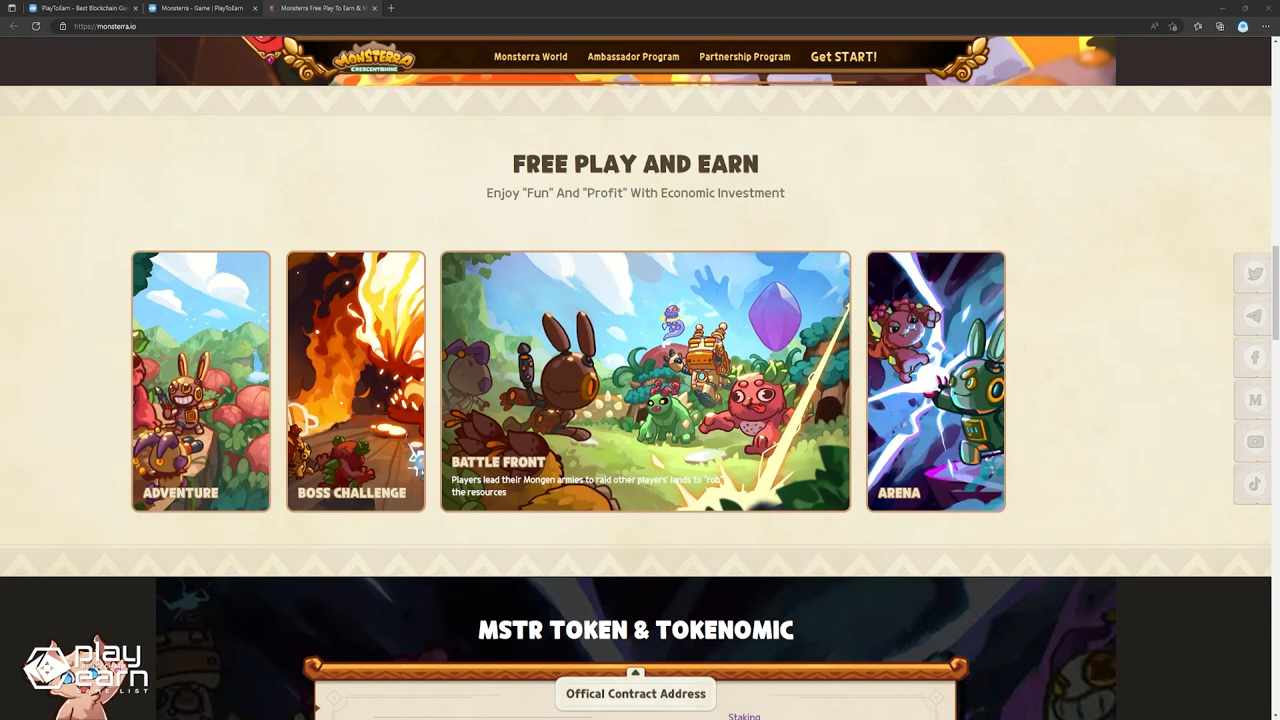 PlayToEarn - Best Blockchain Ga
Monsterra - Game | PlayToEarn
Monsterra Free Play To Earn & M
https://monsterra.io
MONSTERRA
CRESCENTSHINE
Monsterra World
Ambassador Program
Partnership Program
Get START!
FREE PLAY AND EARN
Enjoy "Fun" And "Profit" With Economic Investment
ADVENTURE
BOSS CHALLENGE
BATTLE FRONT
Players lead their Mongen armies to raid other players' lands to "rob"
the resources
ARENA
MSTR TOKEN & TOKENOMIC
Offical Contract Address
Staking
play
earn
GAME LIST